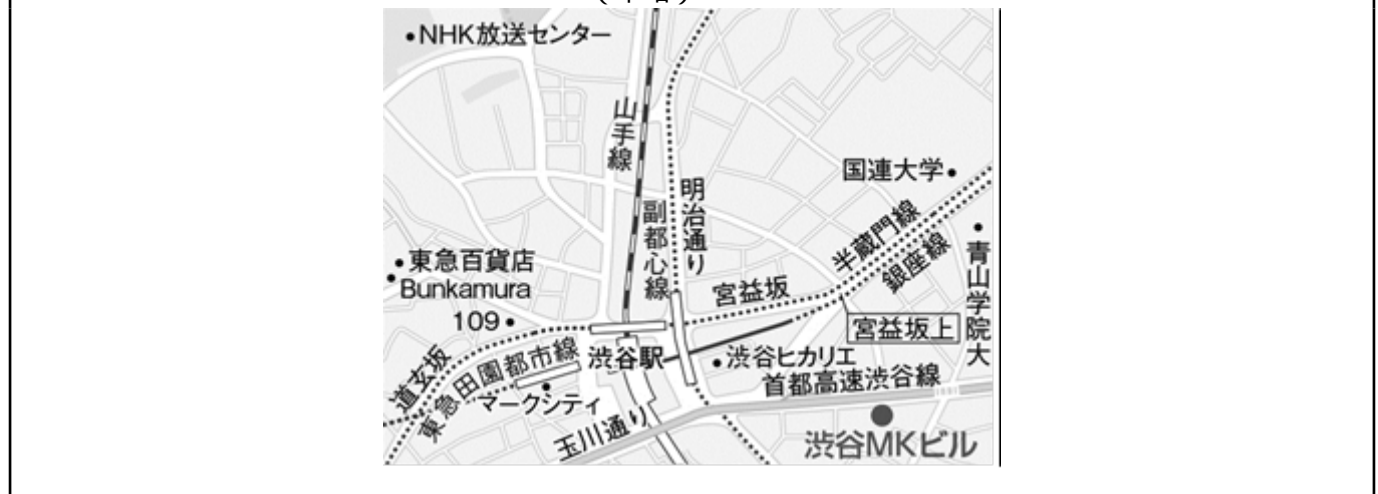 •NHK放送センター
山手線
国連大学•
明治通り
副都心線
半蔵門線
銀座線
青山学院大
•東急百貨店
Bunkamura
宮益坂
109•
宮益坂上
渋谷駅
•渋谷ヒカリエ
道玄坂
東急田園都市線
首都高速渋谷線
マークシティ
玉川通り
渋谷MKビル